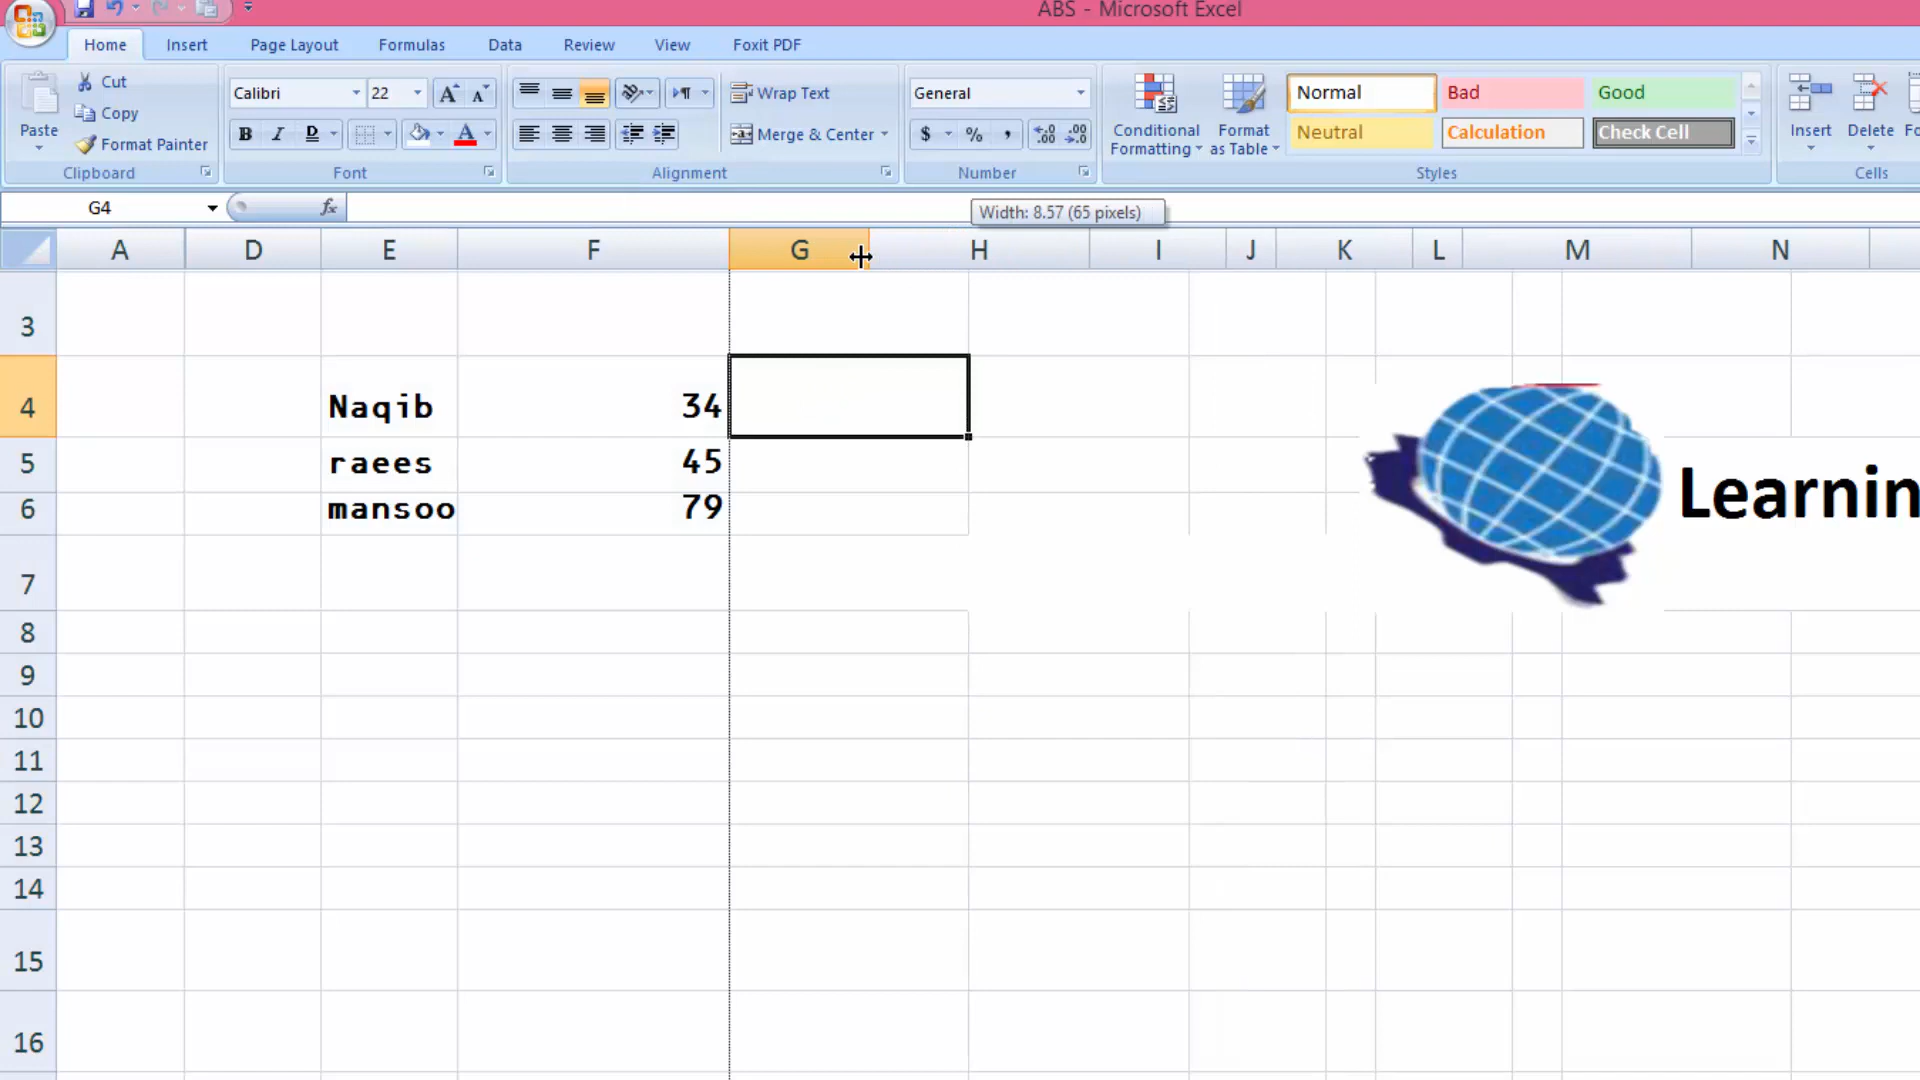 ABS - Microsoft Excel
Home Insert Page Layout Formulas Data Review View Foxit PDF
Paste
Cut
Copy
Format Painter
Clipboard
Calibri 22
B I D A
Font
Wrap Text
Merge & Center
Alignment
General
$ % ,
Number
Conditional Formatting
Format as Table
Normal Bad Good
Neutral Calculation Check Cell
Styles
Insert Delete
Cells
G4 fx
Width: 8.57 (65 pixels)
A D E F G H I J K L M N
3
4 Naqib 34
5 raees 45
6 mansoo 79
7
8
9
10
11
12
13
14
15
16
Learnin